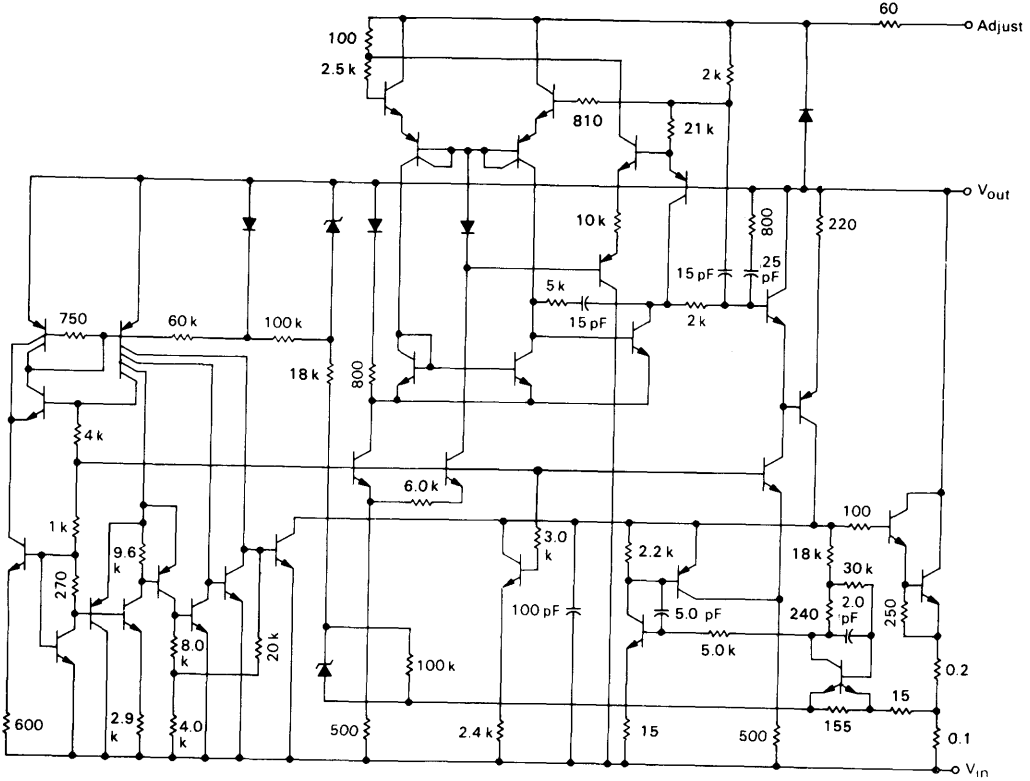 60
Adjust
100
2.5 k
2 k
810
21 k
Vout
10 k
800
220
15 pF
25 pF
5 k
15 pF
2 k
750
60 k
100 k
18 k
800
4 k
6.0 k
1 k
9.6 k
3.0 k
2.2 k
100
18 k
30 k
270
100 pF
5.0 pF
240
2.0 pF
250
8.0 k
20 k
100 k
5.0 k
0.2
15
155
600
2.9 k
4.0 k
500
2.4 k
15
500
0.1
Vin